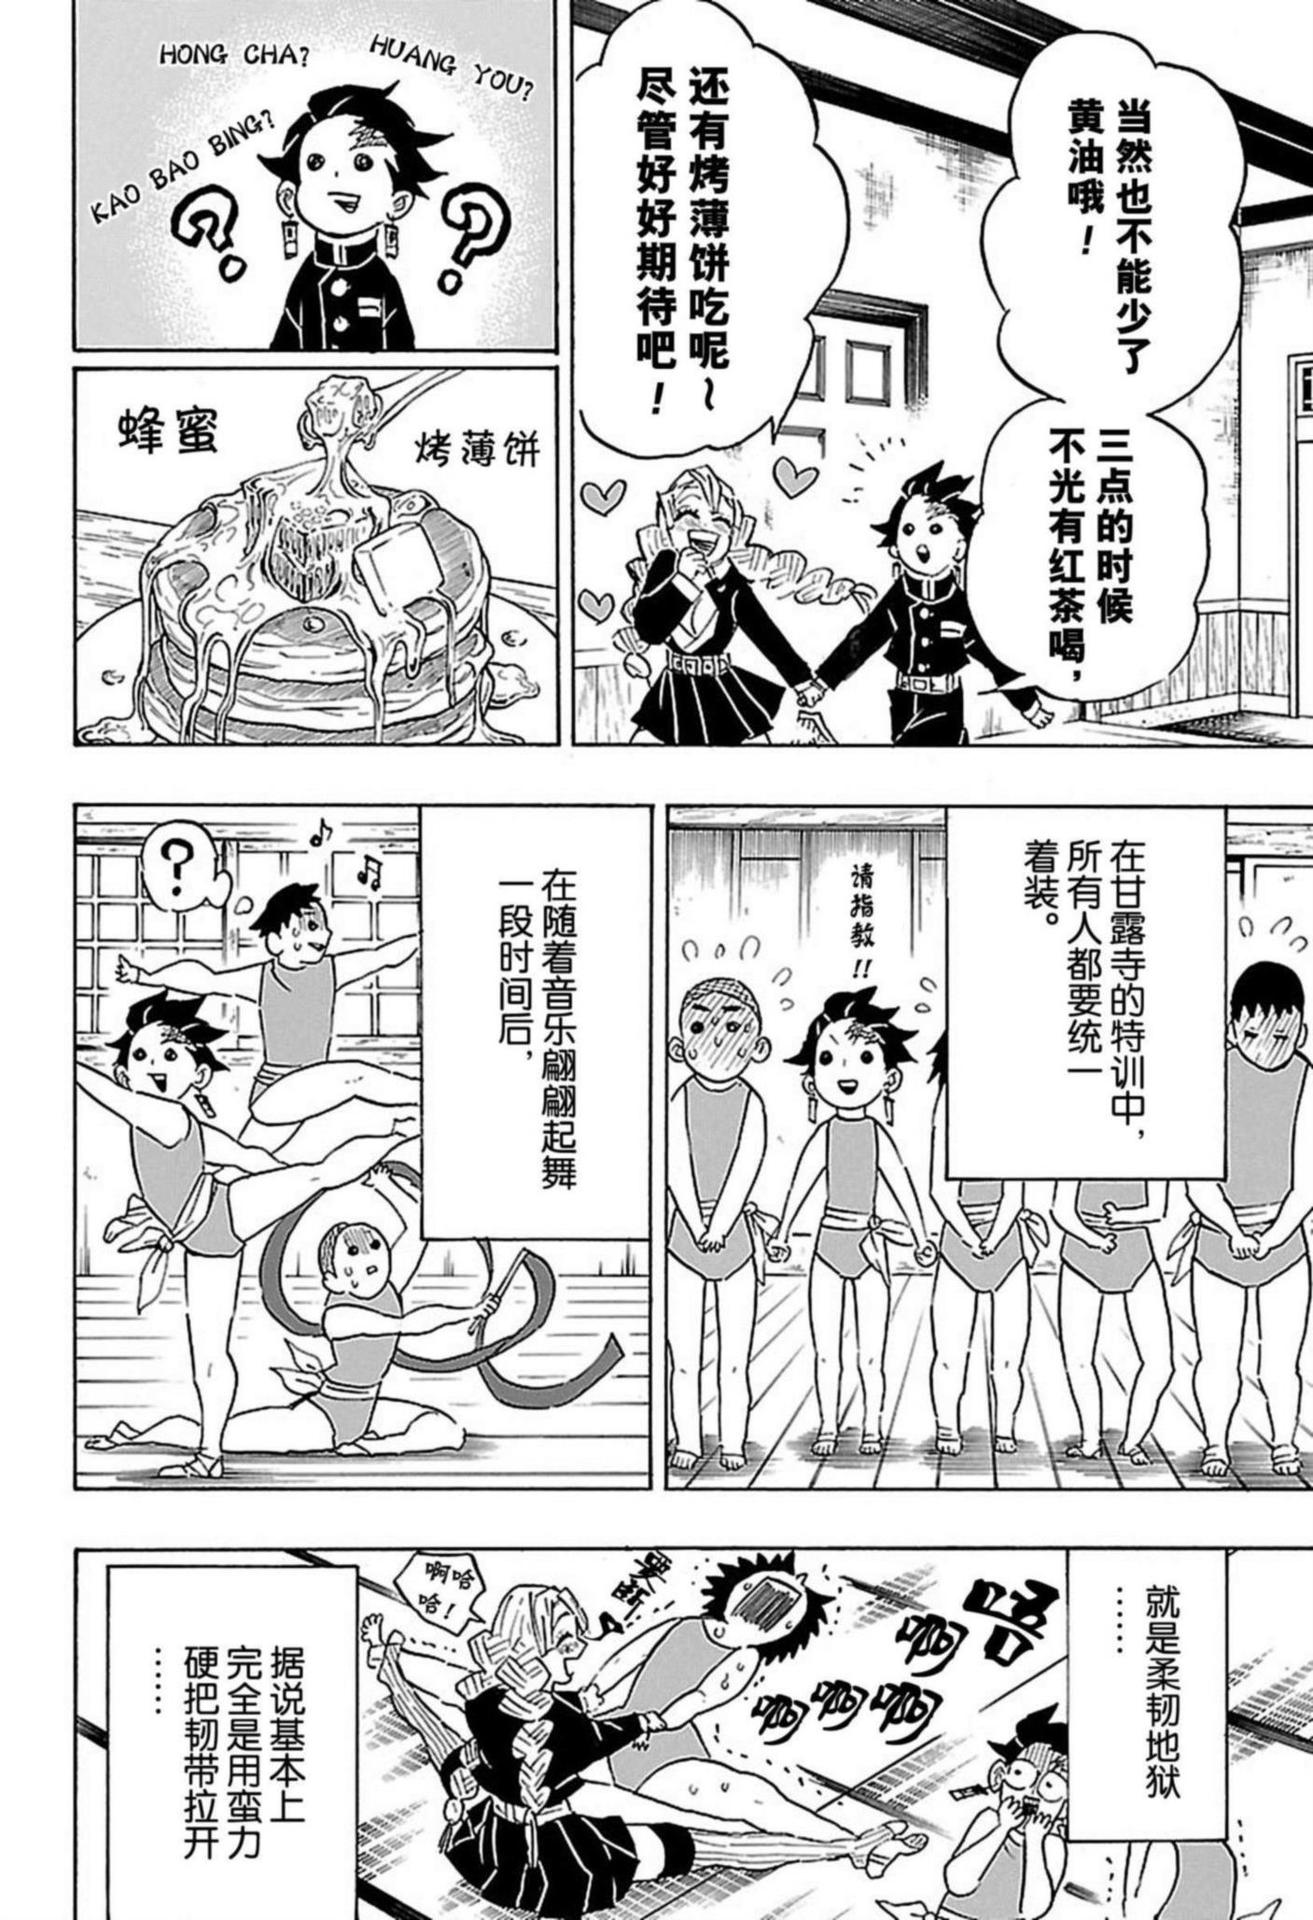 当然也不能少了
黄油哦！
三点的时候
不光有红茶喝，
还有烤薄饼吃呢～
尽管好好期待吧！
HONG CHA?
HUANG YOU?
KAO BAO BING?
?
?
蜂蜜
烤薄饼
在甘露寺的特训中，
所有人都要统一
着装。
请指教!!
在随着音乐翩翩起舞
一段时间后，
?
就是柔韧地狱
……
唔
啊啊
啊啊啊
要断
啊哈
哈！
据说基本上
完全是用蛮力
硬把韧带拉开
……